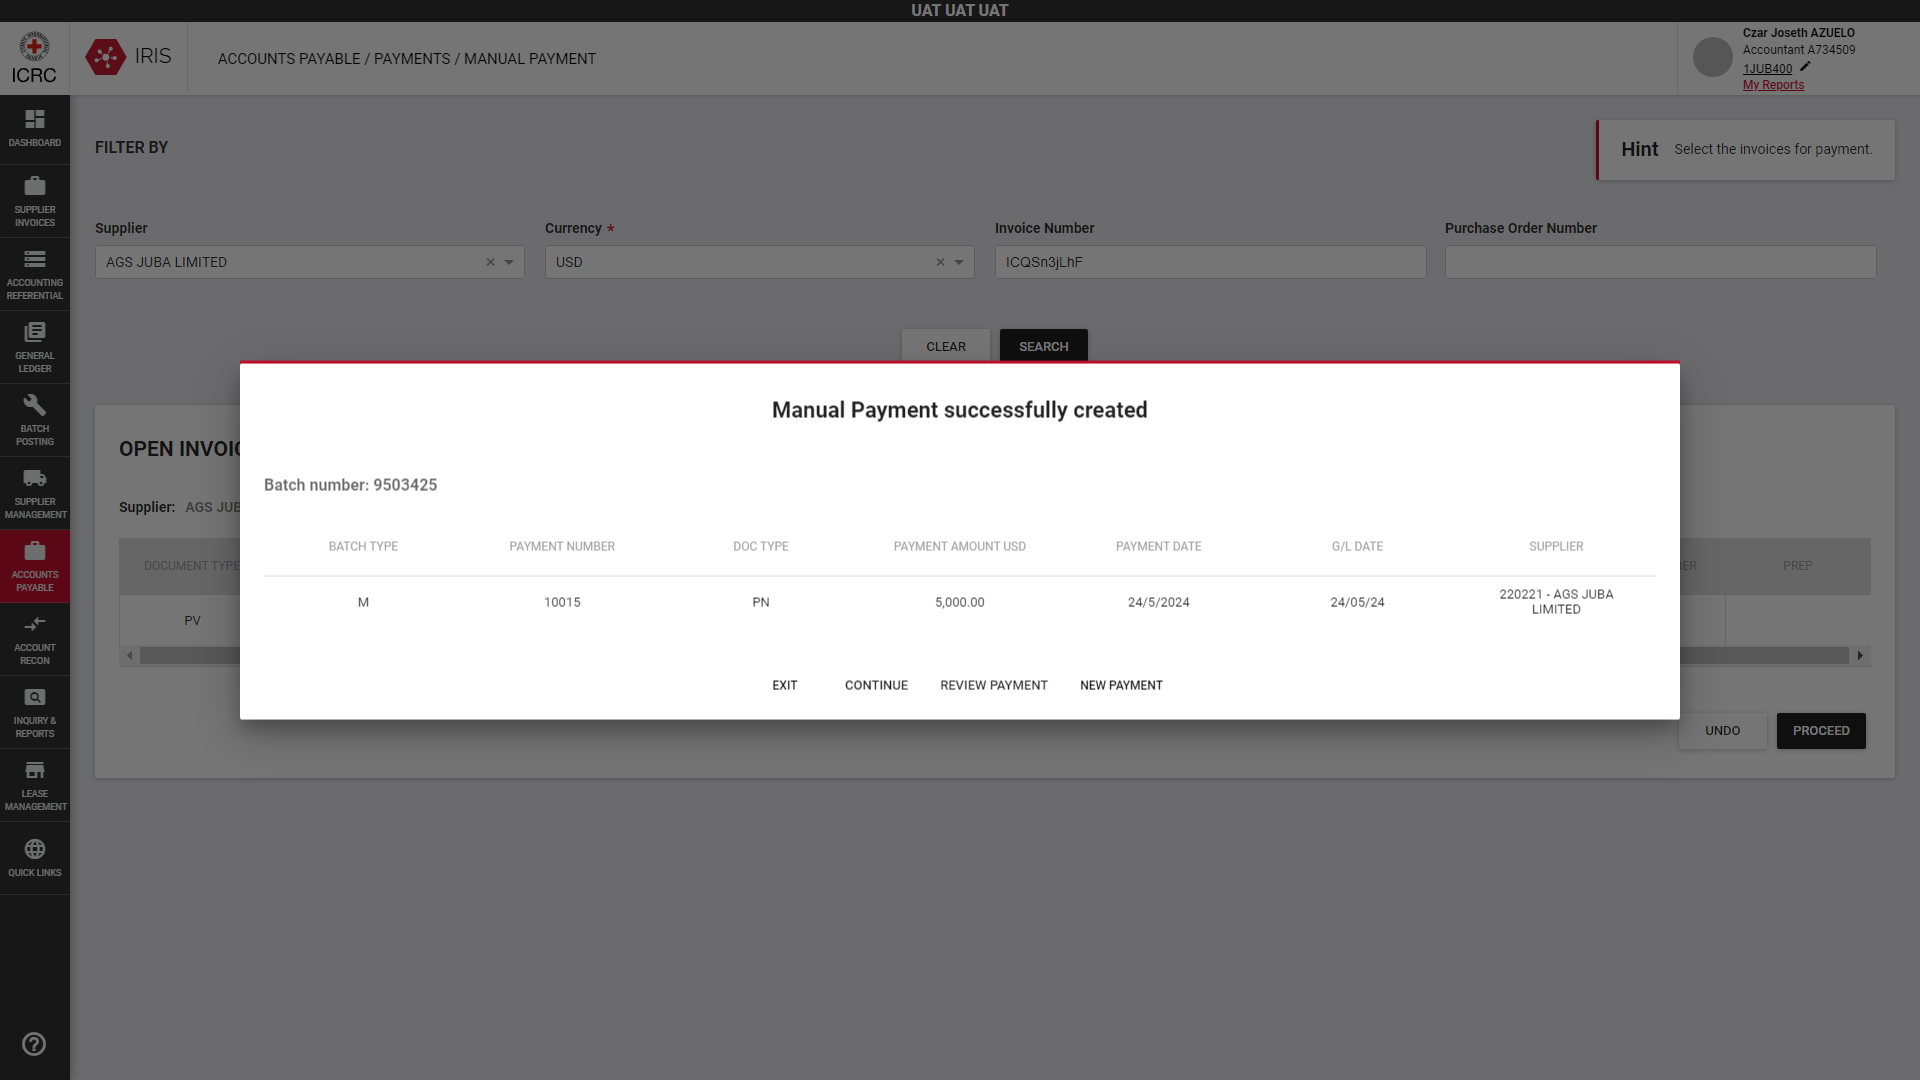 UAT UAT UAT
ICRC
IRIS
ACCOUNTS PAYABLE / PAYMENTS / MANUAL PAYMENT
Czar Joseth AZUELO
Accountant A734509
1JUB400
My Reports
DASHBOARD
SUPPLIER
INVOICES
ACCOUNTING
REFERENTIAL
GENERAL
LEDGER
BATCH
POSTING
SUPPLIER
MANAGEMENT
ACCOUNTS
PAYABLE
ACCOUNT
RECON
INQUIRY &
REPORTS
LEASE
MANAGEMENT
QUICK LINKS
FILTER BY
Hint Select the invoices for payment.
Supplier Currency * Invoice Number Purchase Order Number
AGS JUBA LIMITED × USD × ICQSn3jLhF
CLEAR SEARCH
OPEN INVOIC
Supplier: AGS JUB
DOCUMENT TYPE ER PREP
PV
Manual Payment successfully created
Batch number: 9503425
BATCH TYPE PAYMENT NUMBER DOC TYPE PAYMENT AMOUNT USD PAYMENT DATE G/L DATE SUPPLIER
M 10015 PN 5,000.00 24/5/2024 24/05/24 220221 - AGS JUBA
LIMITED
EXIT CONTINUE REVIEW PAYMENT NEW PAYMENT
UNDO PROCEED